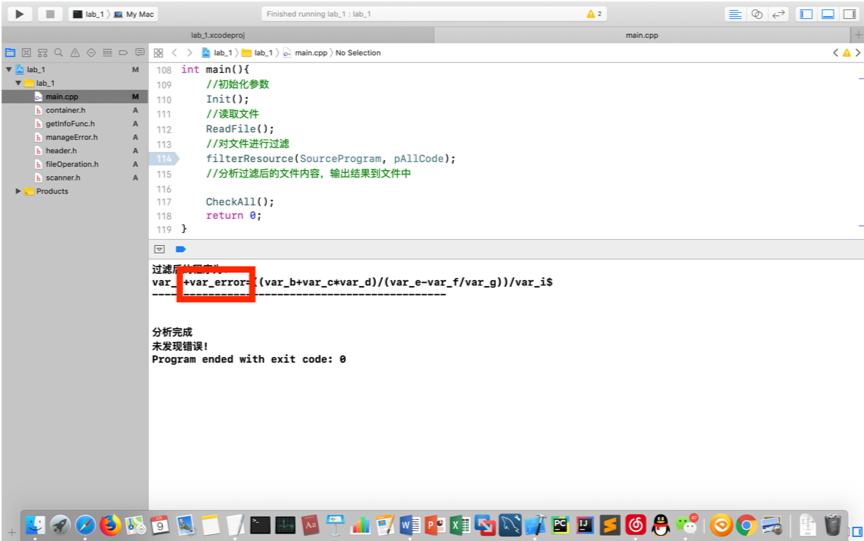 lab_1 〉 My Mac
Finished running lab_1 : lab_1
2
lab_1.xcodeproj
main.cpp
lab_1 〉 lab_1 〉 main.cpp 〉 No Selection
lab_1 M
lab_1
main.cpp M
container.h A
getInfoFunc.h A
manageError.h A
header.h A
fileOperation.h A
scanner.h A
Products
108 int main(){
109 //初始化参数
110 Init();
111 //读取文件
112 ReadFile();
113 //对文件进行过滤
114 filterResource(SourceProgram, pAllCode);
115 //分析过滤后的文件内容，输出结果到文件中
116
117 CheckAll();
118 return 0;
119 }
过滤后的程序为
var_ +var_error=((var_b+var_c*var_d)/(var_e-var_f/var_g))/var_i$
-----------------------------------------------
分析完成
未发现错误!
Program ended with exit code: 0
9
Aa
W
P
X
PC
IJ
S